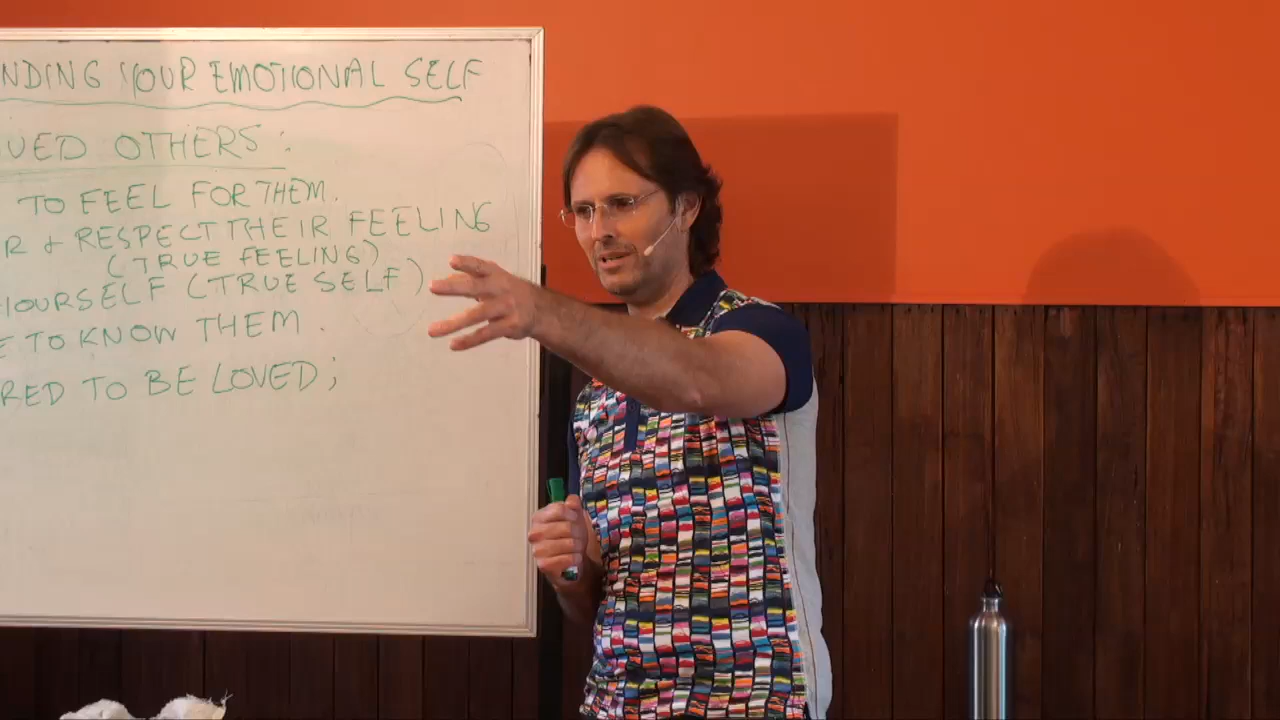 NDING YOUR EMOTIONAL SELF
VED OTHERS:
TO FEEL FOR THEM.
R & RESPECT THEIR FEELING
(TRUE FEELING)
YOURSELF (TRUE SELF)
E TO KNOW THEM.
RED TO BE LOVED;